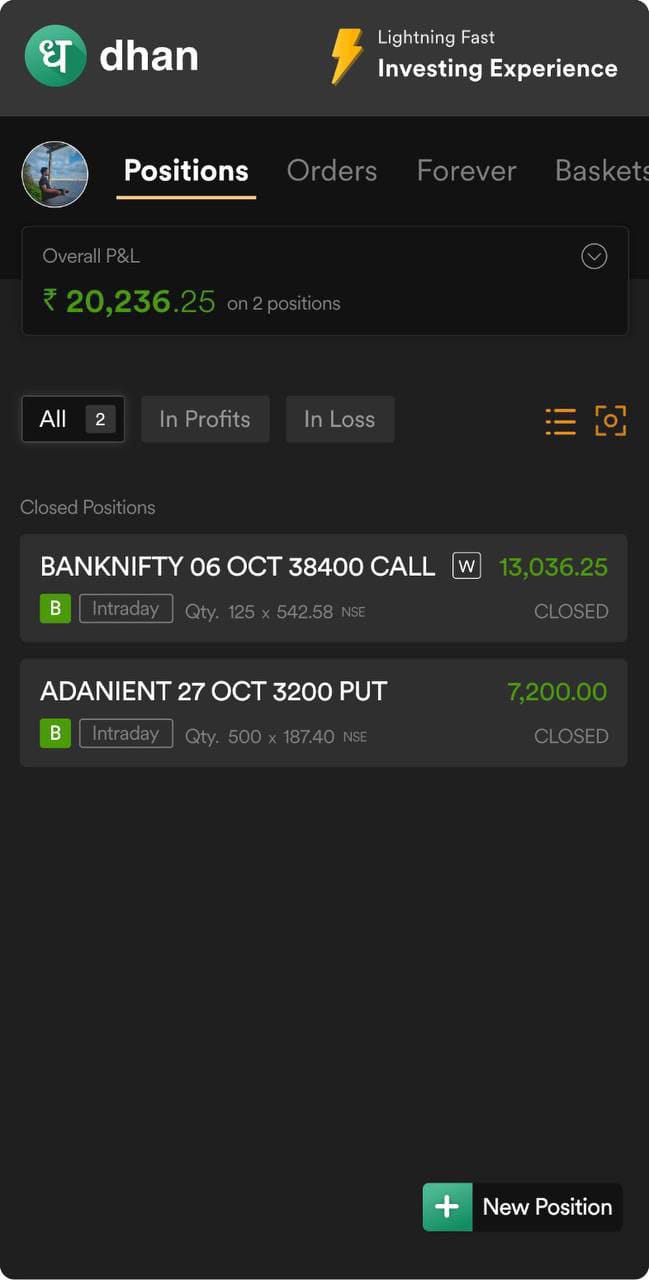 ध dhan
Lightning Fast
Investing Experience
Positions Orders Forever Baskets
Overall P&L
₹ 20,236.25 on 2 positions
All 2 In Profits In Loss
Closed Positions
BANKNIFTY 06 OCT 38400 CALL W 13,036.25
B Intraday Qty. 125 x 542.58 NSE CLOSED
ADANIENT 27 OCT 3200 PUT 7,200.00
B Intraday Qty. 500 x 187.40 NSE CLOSED
+ New Position